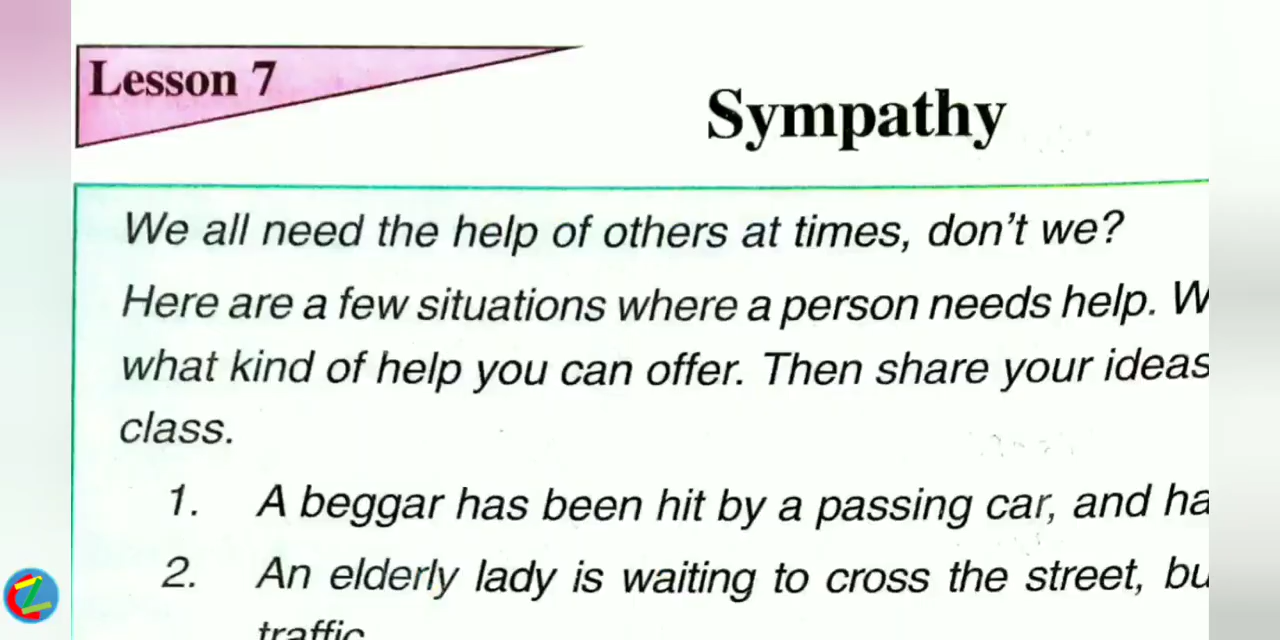 Lesson 7
Sympathy
We all need the help of others at times, don't we?
Here are a few situations where a person needs help.
what kind of help you can offer. Then share your ideas
class.
1. A beggar has been hit by a passing car, and
2. An elderly lady is waiting to cross the street,
traffic